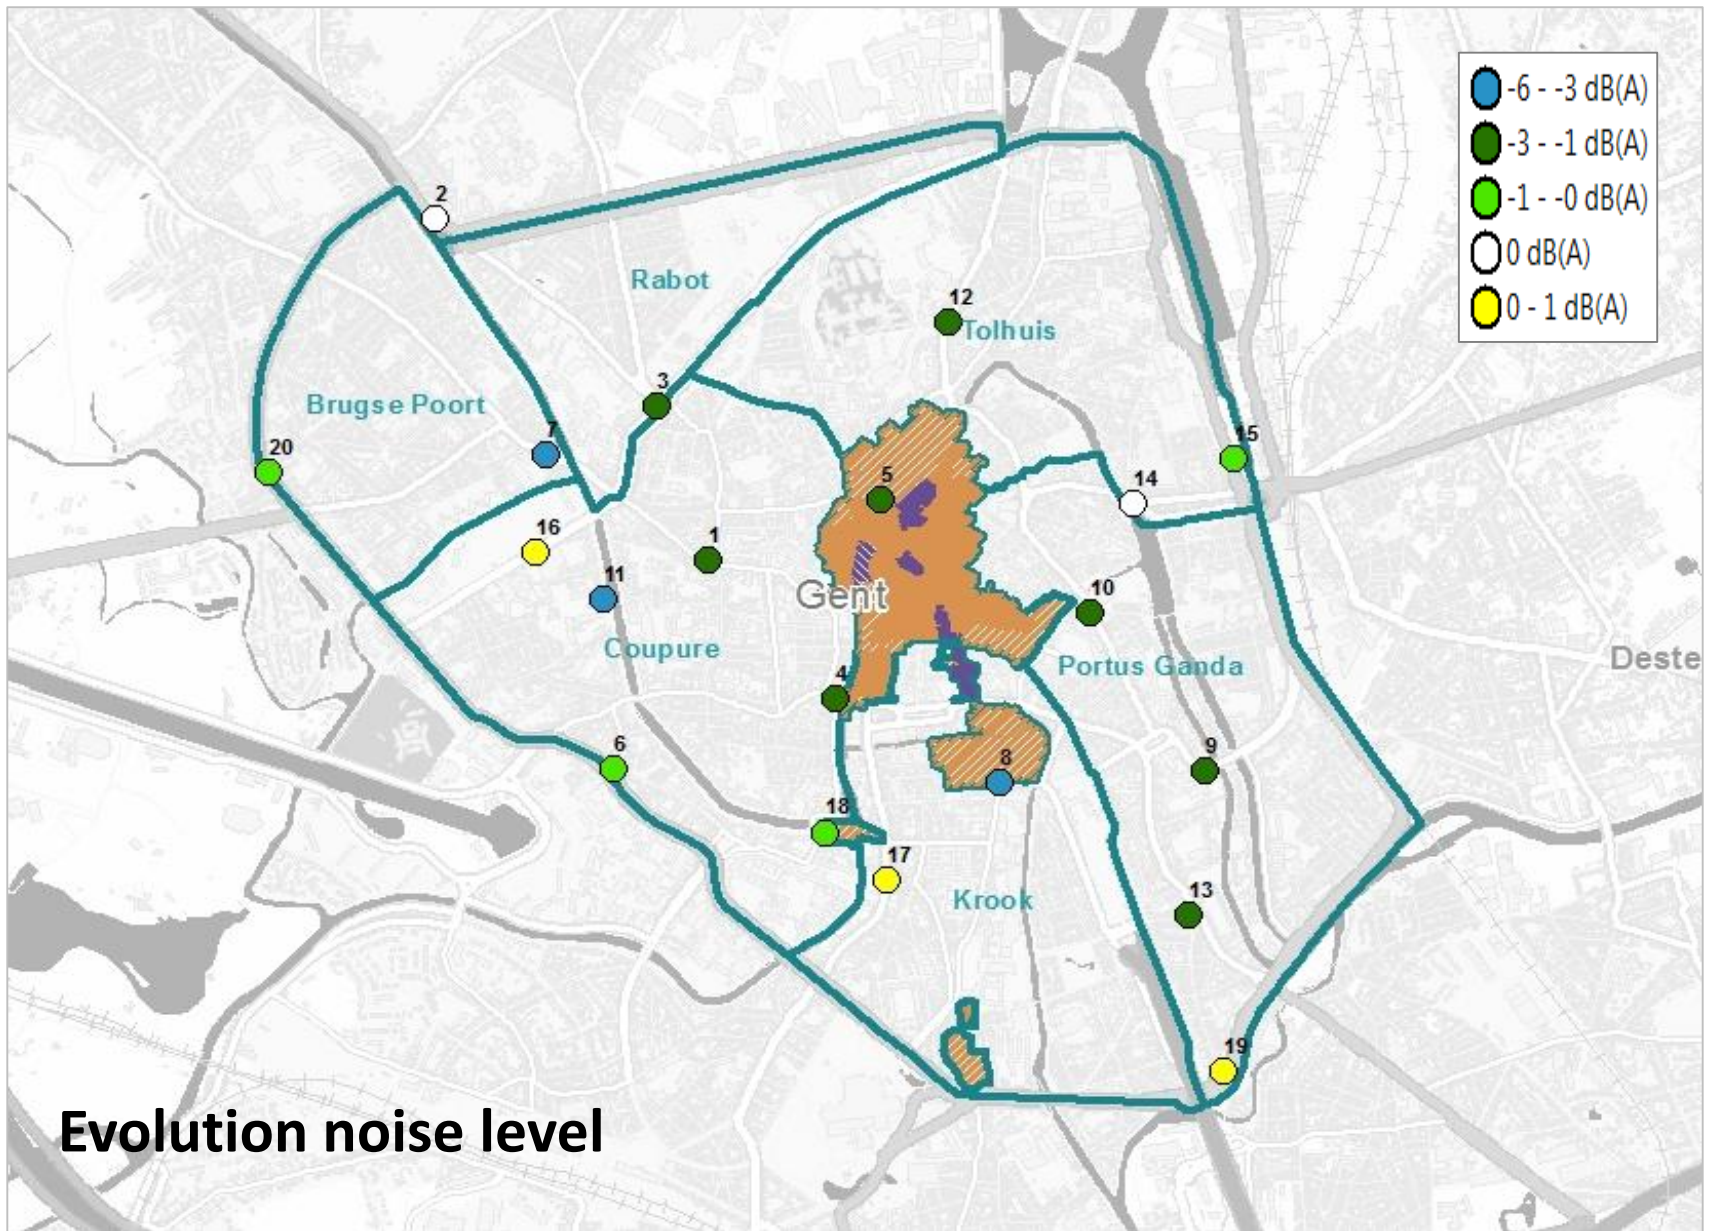 -6 - -3 dB(A)
-3 - -1 dB(A)
-1 - -0 dB(A)
0 dB(A)
0 - 1 dB(A)
2
Rabot
12
Tolhuis
3
Brugse Poort
7
20
15
5
14
16
1
11
Gent
10
Coupure
Portus Ganda
Deste
4
6
9
8
18
17
Krook
13
19
Evolution noise level